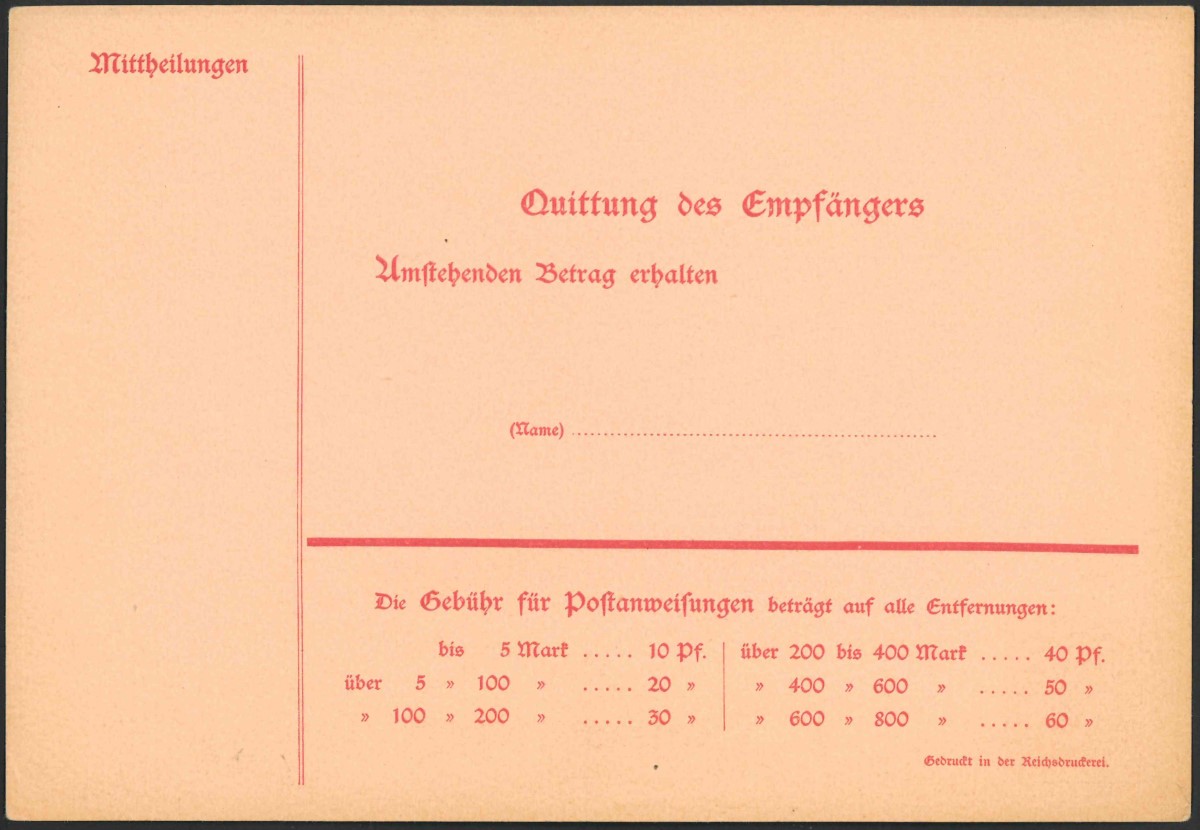 Mittheilungen
Quittung des Empfängers
Umstehenden Betrag erhalten
(Name) ........................................................
Die Gebühr für Postanweisungen beträgt auf alle Entfernungen:
bis 5 Mark ..... 10 Pf.
über 5 » 100 » ..... 20 »
» 100 » 200 » ..... 30 »
über 200 bis 400 Mark ..... 40 Pf.
» 400 » 600 » ..... 50 »
» 600 » 800 » ..... 60 »
Gedruckt in der Reichsdruckerei.